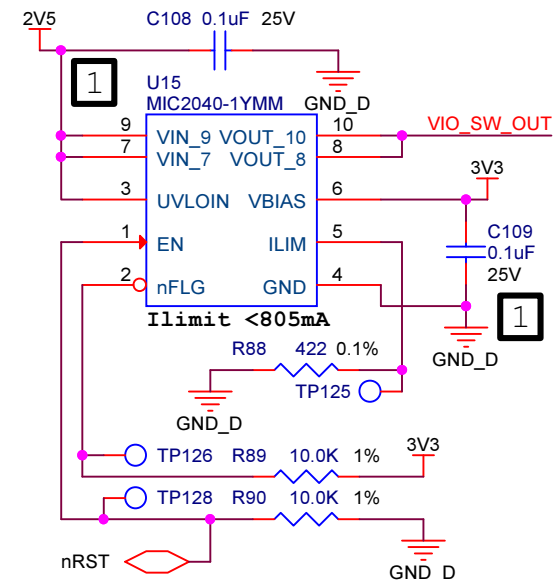 2V5 C108 0.1uF 25V
1
U15
MIC2040-1YMM GND_D
9 VIN_9 VOUT_10 10 VIO_SW_OUT
7 VIN_7 VOUT_8 8
3V3
3 UVLOIN VBIAS 6
1 EN ILIM 5 C109
0.1uF
25V
2 nFLG GND 4
1
Ilimit <805mA
GND_D
R88 422 0.1%
TP125
GND_D
TP126 R89 10.0K 1% 3V3
TP128 R90 10.0K 1%
nRST
GND_D